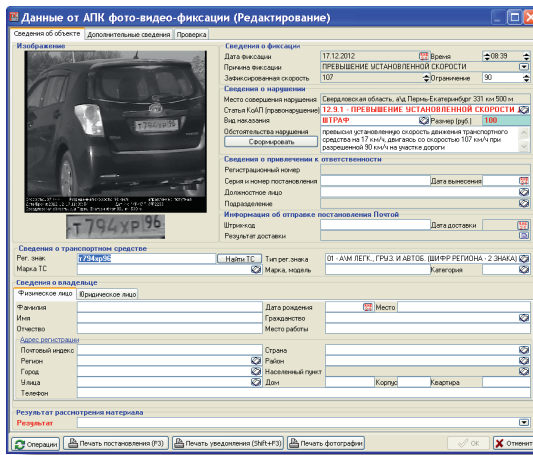 Данные от АПК фото-видео-фиксации (Редактирование)
Сведения об объекте Дополнительные сведения Проверка
Изображение
т794хр 96
т794хр 96
Сведения о фиксации
Дата фиксации 17.12.2012 Время 08:39
Причина фиксации ПРЕВЫШЕНИЕ УСТАНОВЛЕННОЙ СКОРОСТИ
Зафиксированная скорость 107 Ограничение 90
Сведения о нарушении
Место совершения нарушения Свердловская область, а\д Пермь-Екатеринбург 331 км 500 м
Статья КоАП (правонарушение) 12.9.1 - ПРЕВЫШЕНИЕ УСТАНОВЛЕННОЙ СКОРОСТИ
Вид наказания ШТРАФ Размер (руб.) 100
Обстоятельства нарушения
Сформировать
превысил установленную скорость движения транспортного
средства на 17 км/ч, двигаясь со скоростью 107 км/ч при
разрешенной 90 км/ч на участке дороги
Сведения о привлечении к ответственности
Регистрационный номер
Серия и номер постановления Дата вынесения
Должностное лицо
Подразделение
Информация об отправке постановления Почтой
Штрих-код Дата доставки
Результат доставки
Сведения о транспортном средстве
Рег. знак т794хр96 Найти ТС Тип рег.знака 01 - А\М ЛЕГК., ГРУЗ. И АВТОБ. (ШИФР РЕГИОНА - 2 ЗНАКА)
Марка ТС Марка, модель Категория
Сведения о владельце
Физическое лицо Юридическое лицо
Фамилия Дата рождения Место
Имя Гражданство
Отчество Место работы
Адрес регистрации
Почтовый индекс Страна
Регион Район
Город Населенный пункт
Улица Дом Корпус Квартира
Телефон
Результат рассмотрения материала
Результат
Операции Печать постановления (F3) Печать уведомления (Shift+F3) Печать фотографии ОК Отменит